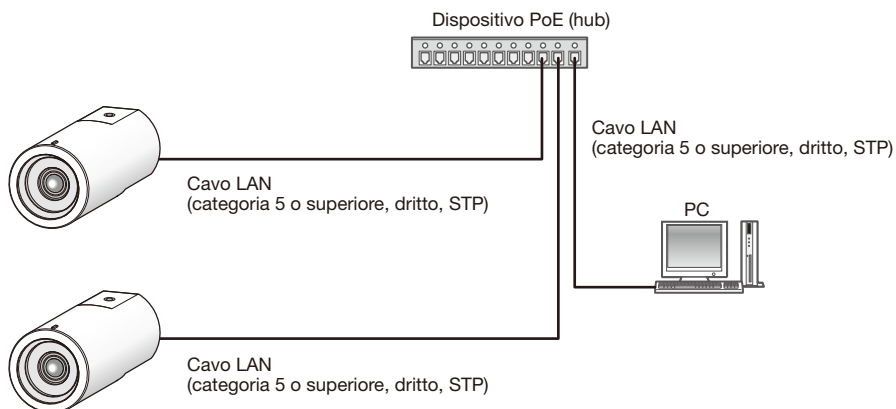 Dispositivo PoE (hub)
Cavo LAN
(categoria 5 o superiore, dritto, STP)
Cavo LAN
(categoria 5 o superiore, dritto, STP)
PC
Cavo LAN
(categoria 5 o superiore, dritto, STP)